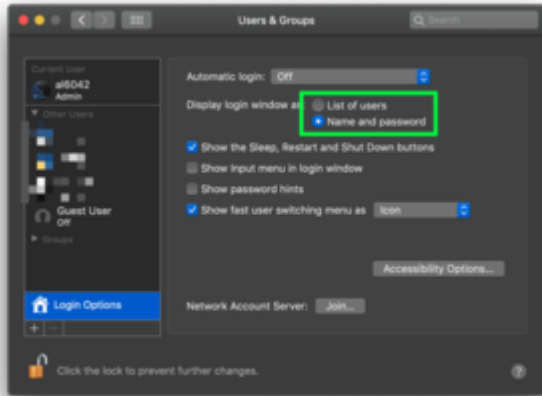 Users & Groups
Search
Current User
al6042
Admin
Other Users
Guest User
Off
Groups
Login Options
+ −
Automatic login: Off
Display login window as: List of users
Name and password
Show the Sleep, Restart and Shut Down buttons
Show Input menu in login window
Show password hints
Show fast user switching menu as Icon
Accessibility Options...
Network Account Server: Join...
Click the lock to prevent further changes.
?